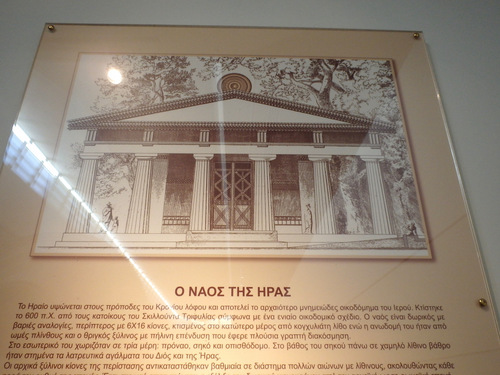 Ο ΝΑΟΣ ΤΗΣ ΗΡΑΣ
Το Ηραίο υψώνεται στους πρόποδες του Κρονίου λόφου και αποτελεί το αρχαιότερο μνημειώδες οικοδόμημα του Ιερού. Κτίστηκε
το 600 π.Χ. από τους κατοίκους του Σκιλλούντα Τριφυλίας σύμφωνα με ένα ενιαίο οικοδομικό σχέδιο. Ο ναός είναι δωρικός με
βαριές αναλογίες, περίπτερος με 6Χ16 κίονες, κτισμένος στο κατώτερο μέρος από κογχυλιάτη λίθο ενώ η ανωδομή του ήταν από
ωμές πλίνθους και ο θριγκός ξύλινος με πήλινη επένδυση που έφερε πλούσια γραπτή διακόσμηση.
Στο εσωτερικό του χωριζόταν σε τρία μέρη: πρόναο, σηκό και οπισθόδομο. Στο βάθος του σηκού πάνω σε χαμηλό λίθινο βάθρο
ήταν στημένα τα λατρευτικά αγάλματα του Διός και της Ήρας.
Οι αρχικά ξύλινοι κίονες της περίστασης αντικαταστάθηκαν βαθμιαία σε διάστημα πολλών αιώνων με λίθινους, ακολουθώντας κάθε